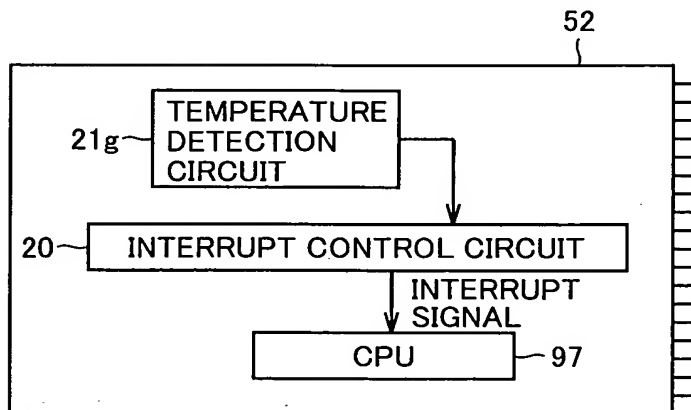 52
TEMPERATURE
DETECTION
CIRCUIT
21g
20
INTERRUPT CONTROL CIRCUIT
INTERRUPT
SIGNAL
CPU
97